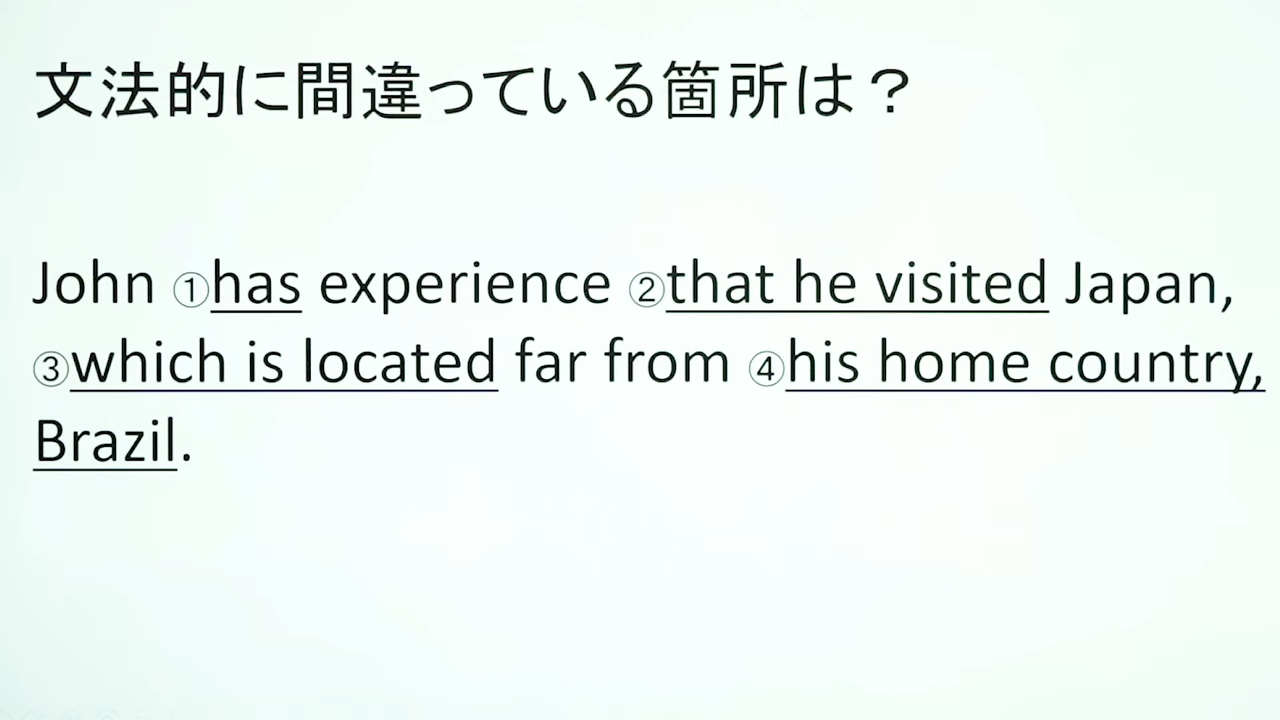 文法的に間違っている箇所は？
John ①has experience ②that he visited Japan,
③which is located far from ④his home country,
Brazil.